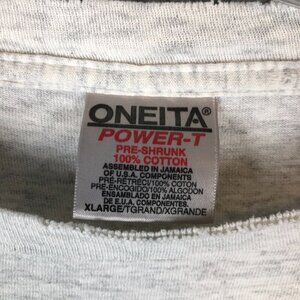 ONEITA®
POWER-T
PRE-SHRUNK
100% COTTON
ASSEMBLED IN JAMAICA
OF U.S.A. COMPONENTS
PRE-RETRECI/100% COTON
PRE-ENCOGIDO/100% ALGODON
ENSAMBLADO EN JAMAICA
DE E.U.A. COMPONENTES.
XLARGE/TGRAND/XGRANDE